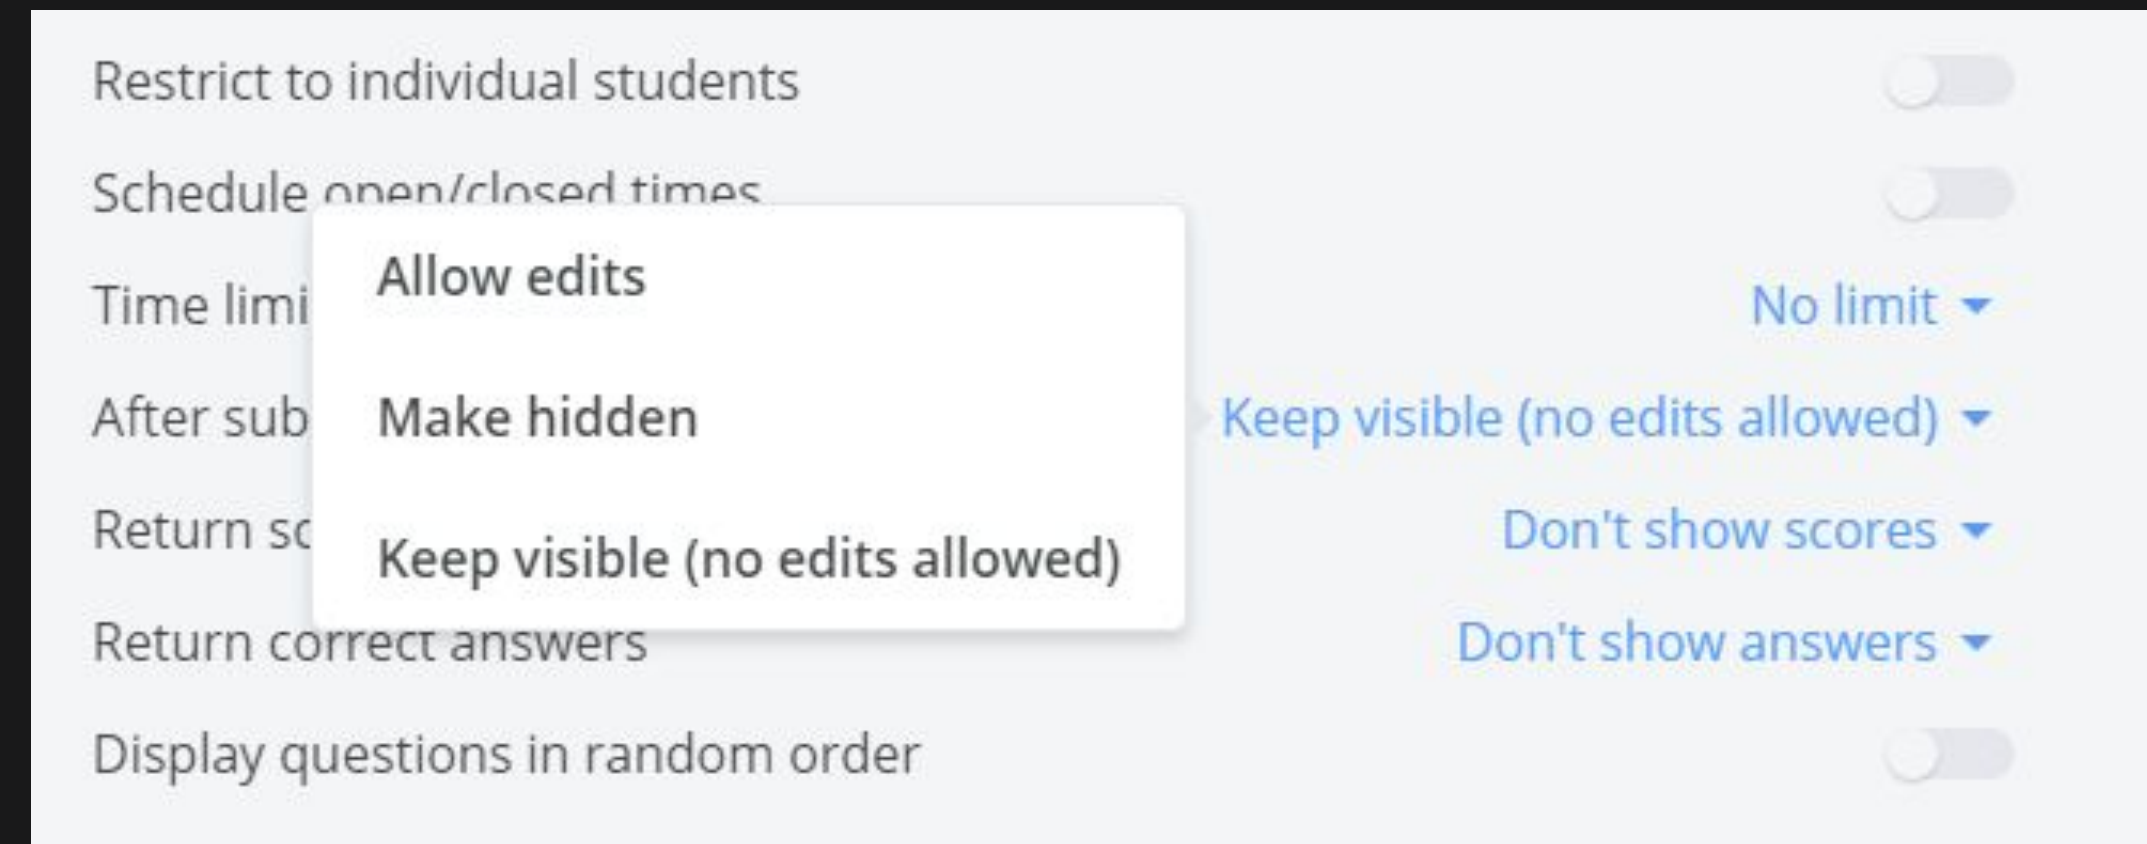 Restrict to individual students
Schedule open/closed times
Time limi
No limit
After sub
Keep visible (no edits allowed)
Return sc
Don't show scores
Return correct answers
Don't show answers
Display questions in random order
Allow edits
Make hidden
Keep visible (no edits allowed)